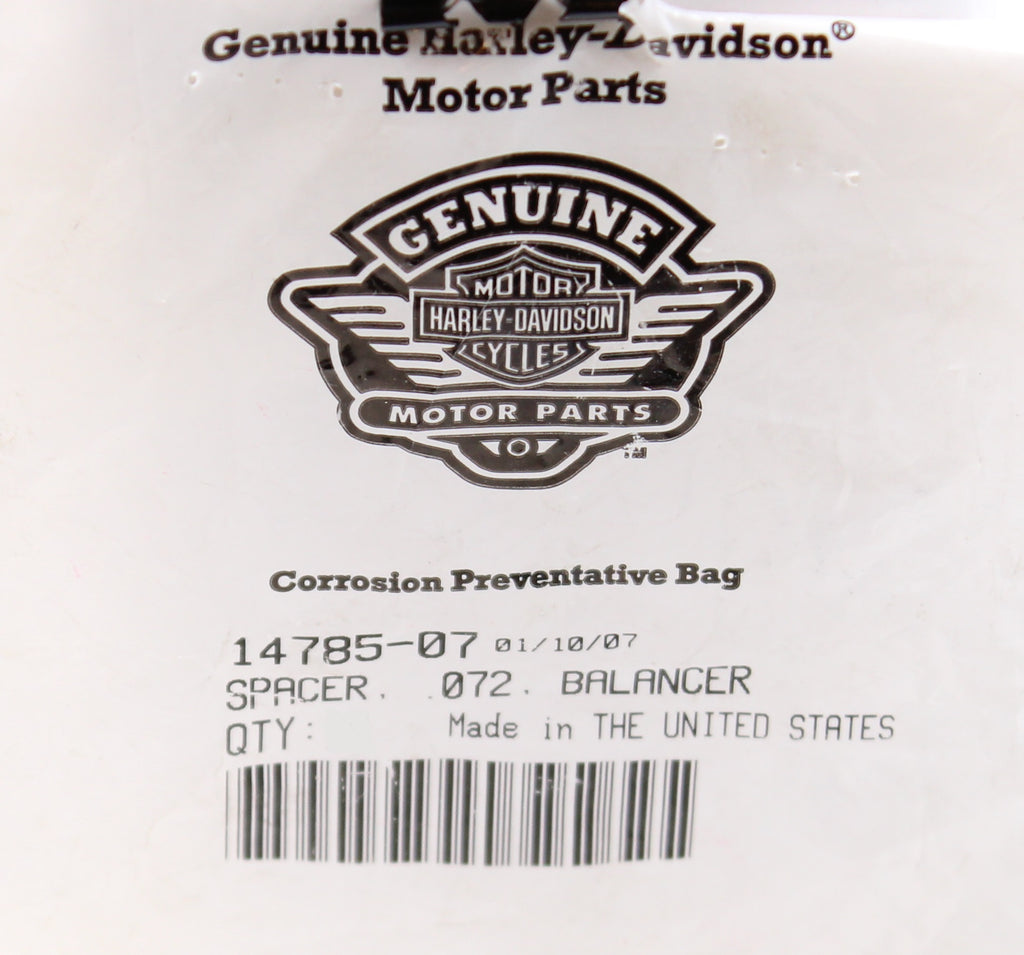 Genuine Harley-Davidson®
Motor Parts
GENUINE
MOTOR
HARLEY-DAVIDSON
CYCLES
MOTOR PARTS
Corrosion Preventative Bag
14785-07 01/10/07
SPACER, .072, BALANCER
QTY: Made in THE UNITED STATES